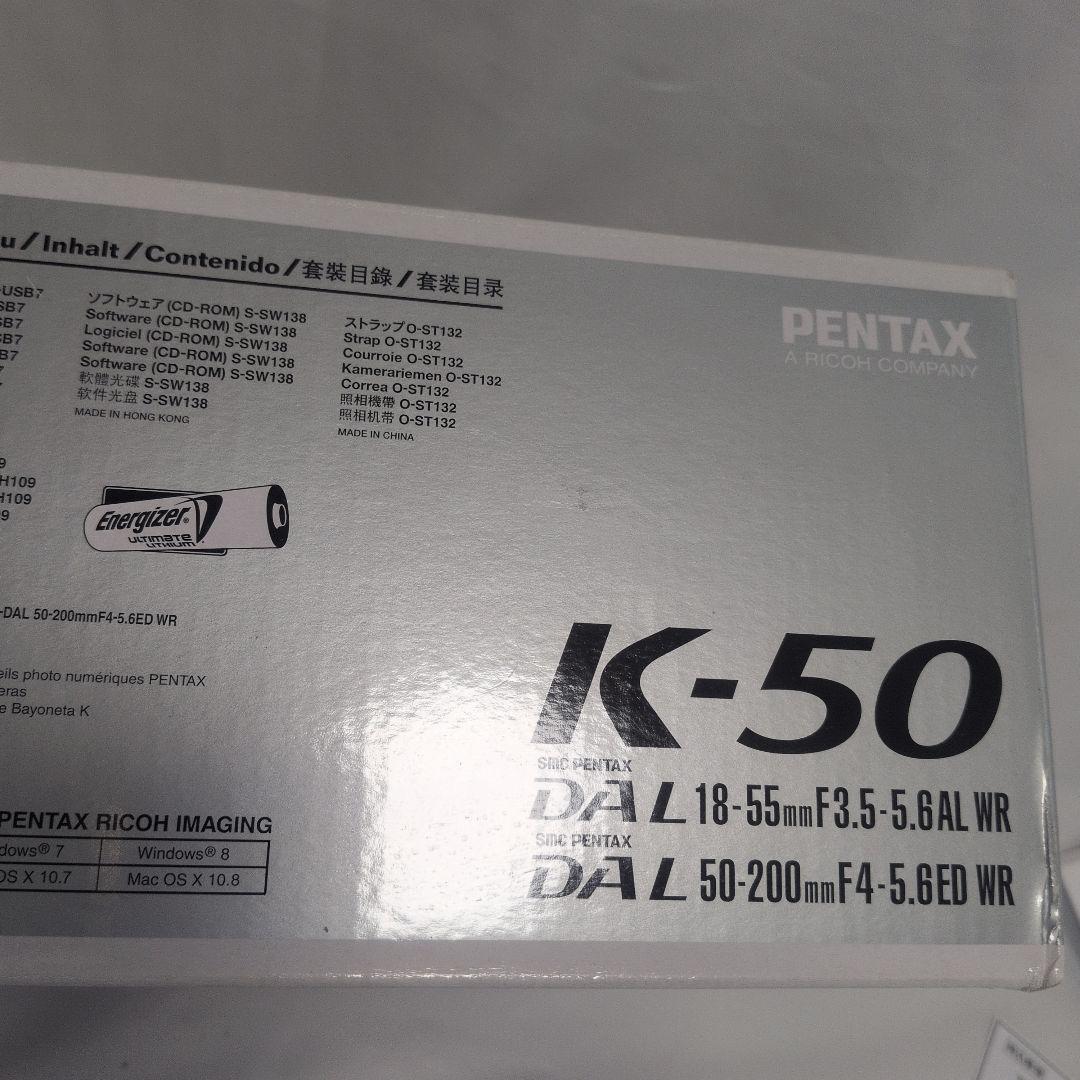 u/Inhalt/Contenido/套裝目錄/套装目录
-USB7
SB7
SB7
SB7
B7
ソフトウェア (CD-ROM) S-SW138
Software (CD-ROM) S-SW138
Logiciel (CD-ROM) S-SW138
Software (CD-ROM) S-SW138
Software (CD-ROM) S-SW138
軟體光碟 S-SW138
软件光盘 S-SW138
MADE IN HONG KONG
ストラップ O-ST132
Strap O-ST132
Courroie O-ST132
Kamerariemen O-ST132
Correa O-ST132
照相機帶 O-ST132
照相机带 O-ST132
MADE IN CHINA
PENTAX
A RICOH COMPANY
9
H109
H109
09
Energizer®
ULTIMATE
LITHIUM
-DAL 50-200mmF4-5.6ED WR
eils photo numériques PENTAX
eras
e Bayoneta K
PENTAX RICOH IMAGING
dows® 7 Windows® 8
OS X 10.7 Mac OS X 10.8
K-50
smc PENTAX
DA L 18-55mmF3.5-5.6AL WR
smc PENTAX
DA L 50-200mmF4-5.6ED WR